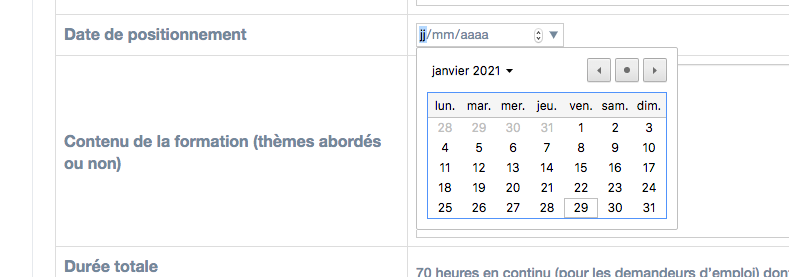 Date de positionnement
jj/mm/aaaa
janvier 2021
lun. mar. mer. jeu. ven. sam. dim.
28 29 30 31 1 2 3
4 5 6 7 8 9 10
11 12 13 14 15 16 17
18 19 20 21 22 23 24
25 26 27 28 29 30 31
Contenu de la formation (thèmes abordés
ou non)
Durée totale
70 heures en continu (pour les demandeurs d'emploi) dont